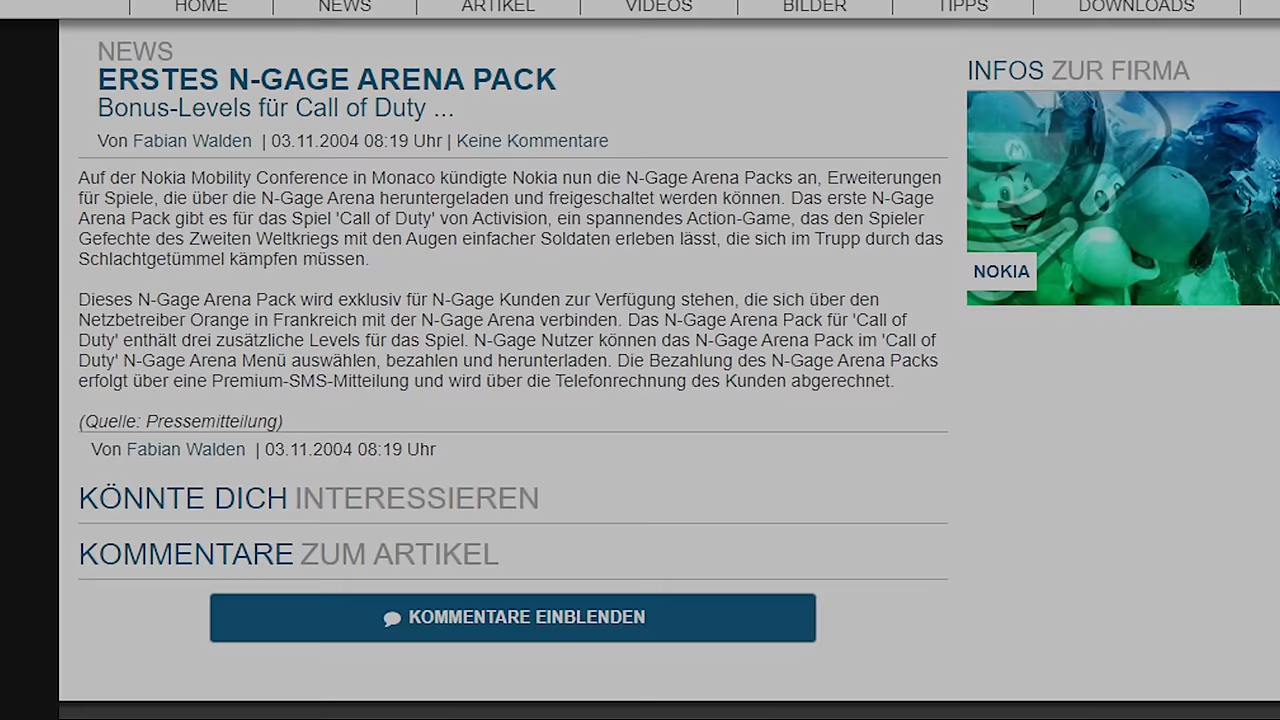 HOME NEWS ARTIKEL VIDEOS BILDER TIPPS DOWNLOADS
NEWS
ERSTES N-GAGE ARENA PACK
Bonus-Levels für Call of Duty ...
Von Fabian Walden | 03.11.2004 08:19 Uhr | Keine Kommentare
Auf der Nokia Mobility Conference in Monaco kündigte Nokia nun die N-Gage Arena Packs an, Erweiterungen
für Spiele, die über die N-Gage Arena heruntergeladen und freigeschaltet werden können. Das erste N-Gage
Arena Pack gibt es für das Spiel 'Call of Duty' von Activision, ein spannendes Action-Game, das den Spieler
Gefechte des Zweiten Weltkriegs mit den Augen einfacher Soldaten erleben lässt, die sich im Trupp durch das
Schlachtgetümmel kämpfen müssen.
Dieses N-Gage Arena Pack wird exklusiv für N-Gage Kunden zur Verfügung stehen, die sich über den
Netzbetreiber Orange in Frankreich mit der N-Gage Arena verbinden. Das N-Gage Arena Pack für 'Call of
Duty' enthält drei zusätzliche Levels für das Spiel. N-Gage Nutzer können das N-Gage Arena Pack im 'Call of
Duty' N-Gage Arena Menü auswählen, bezahlen und herunterladen. Die Bezahlung des N-Gage Arena Packs
erfolgt über eine Premium-SMS-Mitteilung und wird über die Telefonrechnung des Kunden abgerechnet.
(Quelle: Pressemitteilung)
Von Fabian Walden | 03.11.2004 08:19 Uhr
KÖNNTE DICH INTERESSIEREN
KOMMENTARE ZUM ARTIKEL
KOMMENTARE EINBLENDEN
INFOS ZUR FIRMA
NOKIA